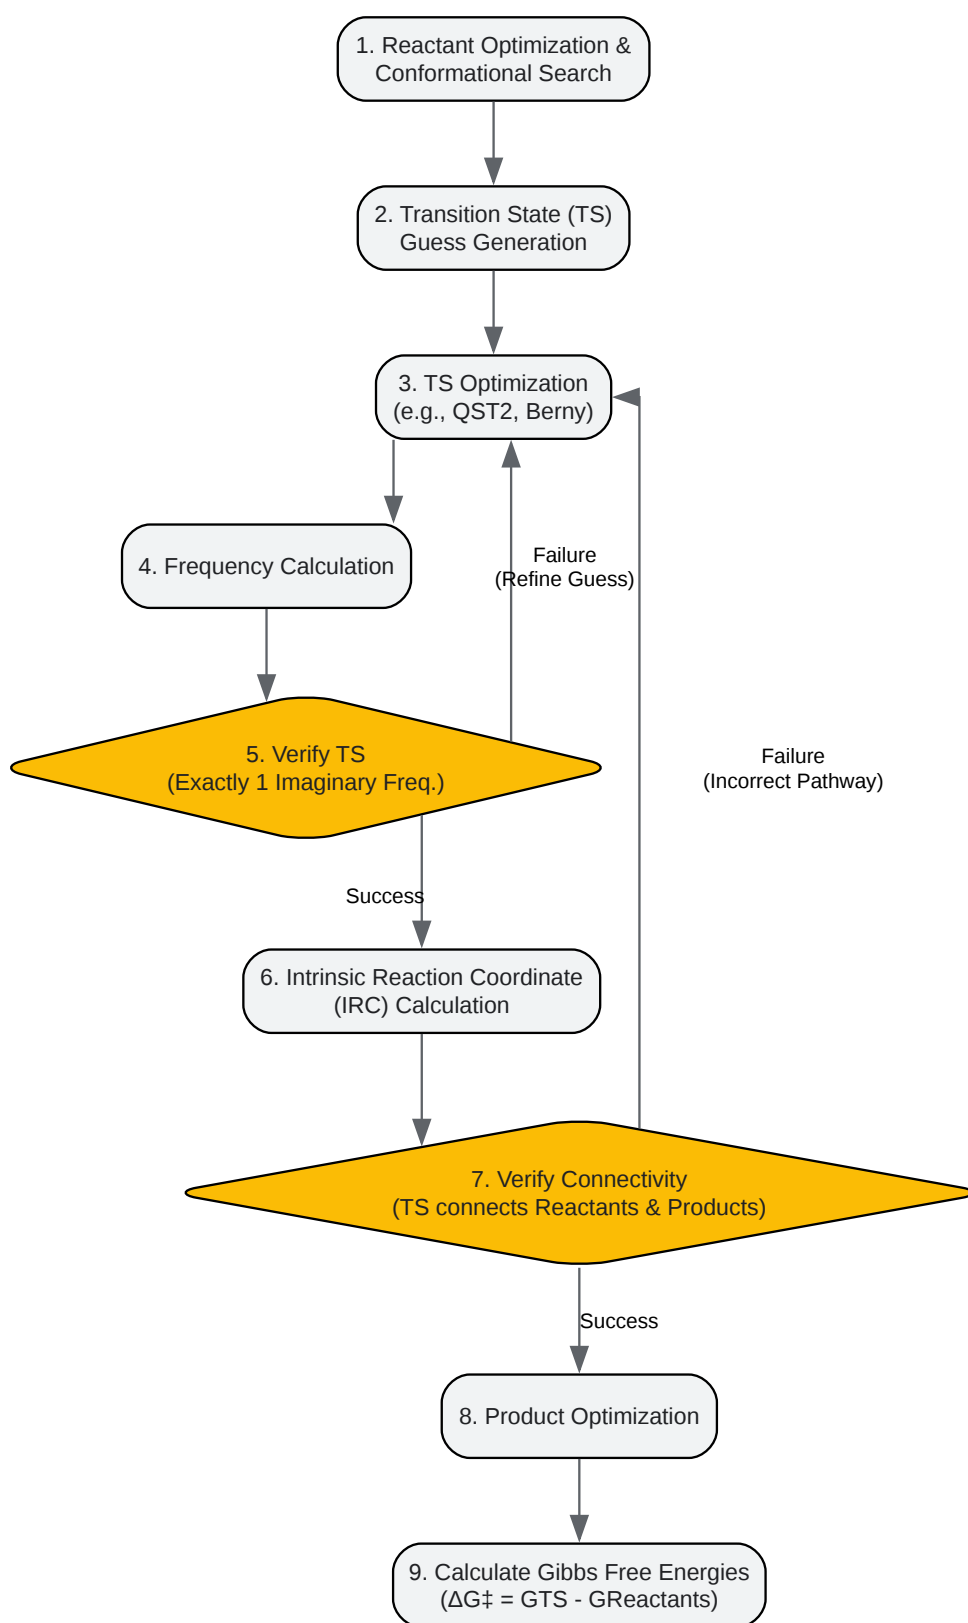 1. Reactant Optimization &
Conformational Search
2. Transition State (TS)
Guess Generation
3. TS Optimization
(e.g., QST2, Berny)
4. Frequency Calculation
Failure
(Refine Guess)
5. Verify TS
(Exactly 1 Imaginary Freq.)
Failure
(Incorrect Pathway)
Success
6. Intrinsic Reaction Coordinate
(IRC) Calculation
7. Verify Connectivity
(TS connects Reactants & Products)
Success
8. Product Optimization
9. Calculate Gibbs Free Energies
(ΔG‡ = GTS - GReactants)